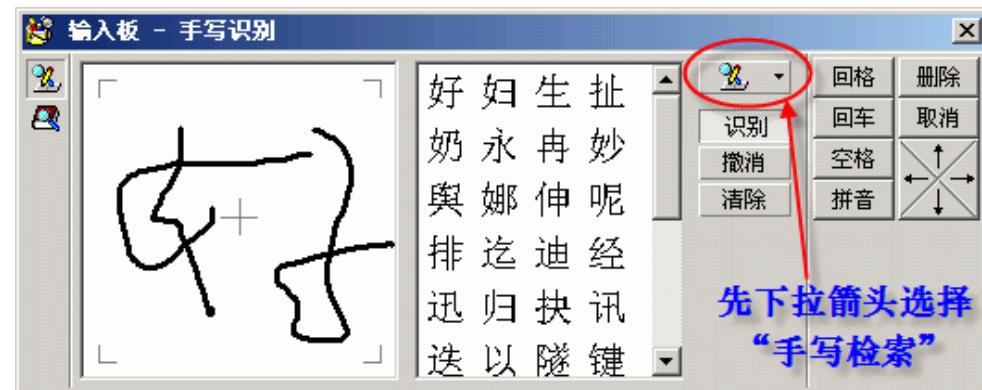 输入板 - 手写识别
好 妇 生 扯
奶 永 冉 妙
舆 娜 伸 呢
排 迄 迪 经
迅 归 抉 讯
迭 以 隧 键
识别
撤消
清除
回格 删除
回车 取消
空格
拼音
先下拉箭头选择
“手写检索”